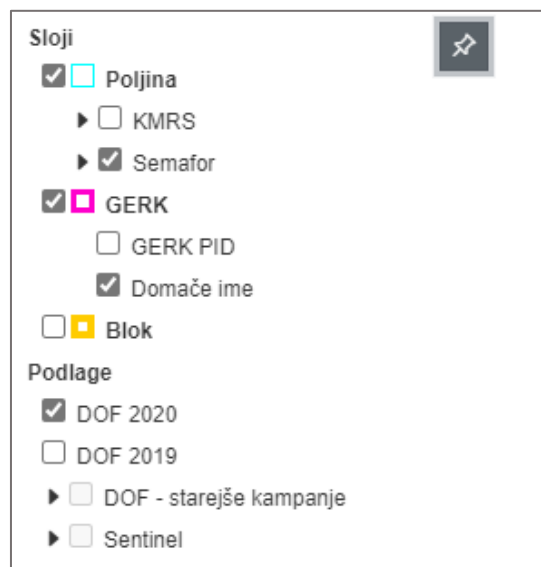 Sloji
Poljina
KMRS
Semafor
GERK
GERK PID
Domače ime
Blok
Podlage
DOF 2020
DOF 2019
DOF - starejše kampanje
Sentinel